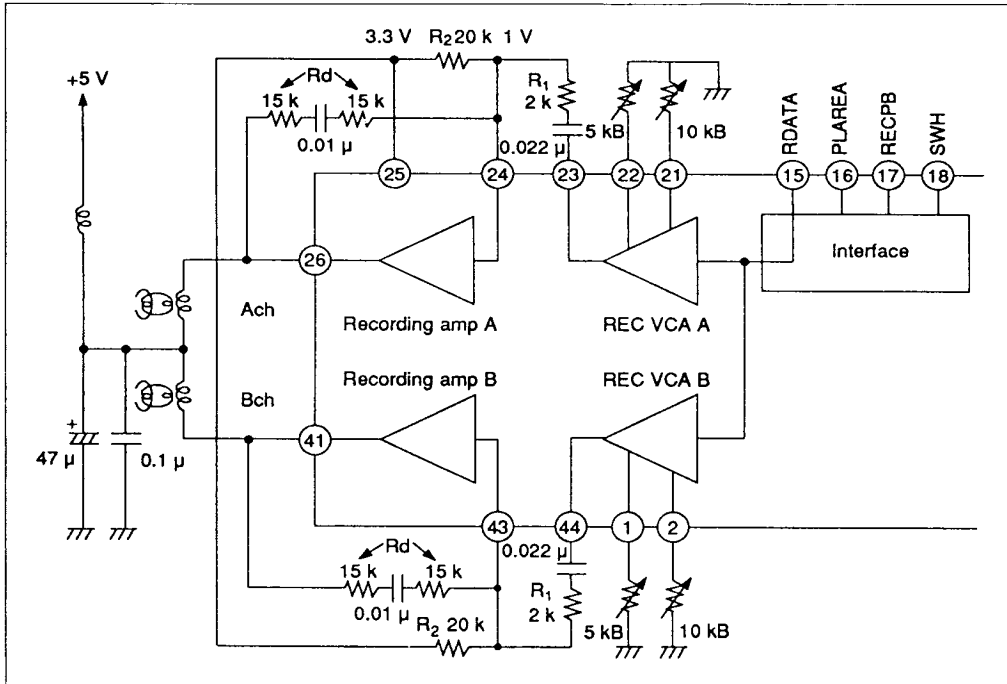 3.3 V R₂ 20 k 1 V
+5 V
Rd
15 k 15 k
0.01 µ
R₁
2 k
0.022 µ
5 kB
10 kB
RDATA
PLAREA
RECPB
SWH
25
24
23
22
21
15
16
17
18
Interface
26
Ach
Recording amp A
REC VCA A
Recording amp B
REC VCA B
Bch
41
+
47 µ
0.1 µ
43
44
1
2
0.022 µ
Rd
15 k 15 k
0.01 µ
R₁
2 k
R₂ 20 k
5 kB
10 kB